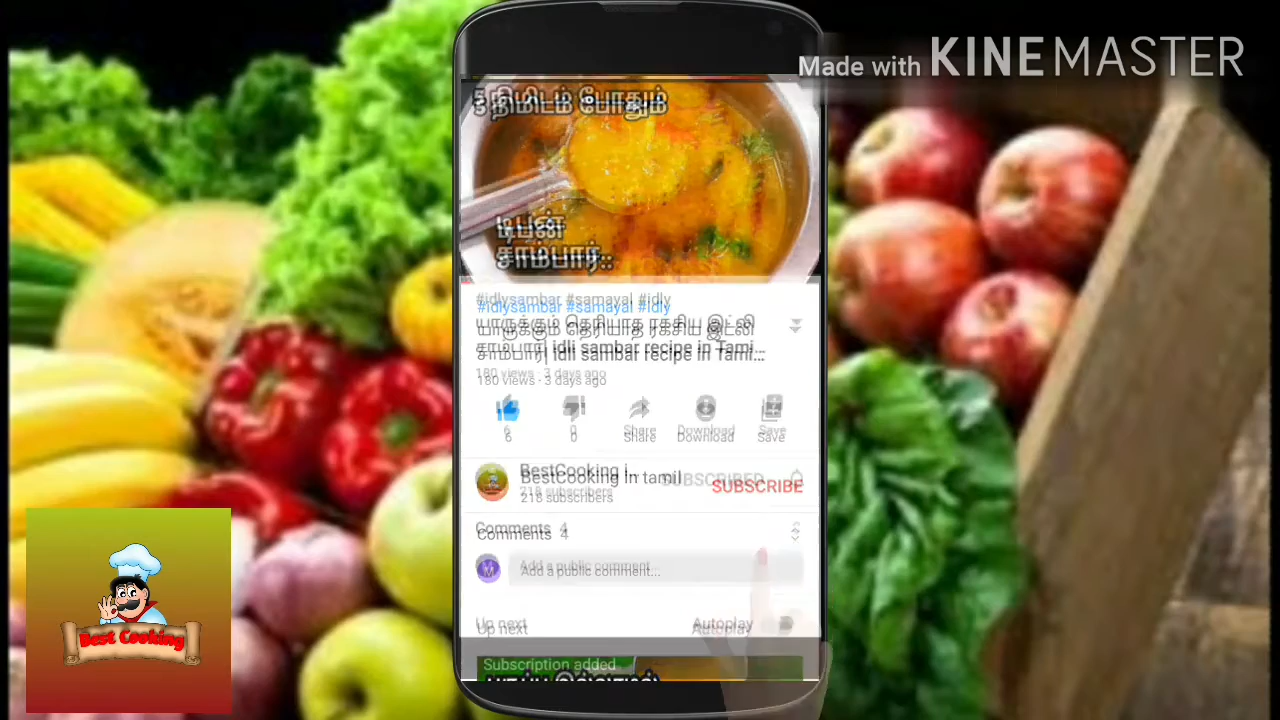 Made with KINEMASTER
5 நிமிடம் போதும்
டிபன்
சாம்பார்..
#idlysambar #samayal #idly
யாருக்கும் தெரியாத ரகசிய இட்லி
சாம்பார்| idli sambar recipe in Tami...
180 views · 3 days ago
6
0
Share
Download
Save
BestCooking in tamil
SUBSCRIBED
SUBSCRIBE
218 subscribers
Comments 4
M
Add a public comment...
Up next
Autoplay
Subscription added
Best Cooking